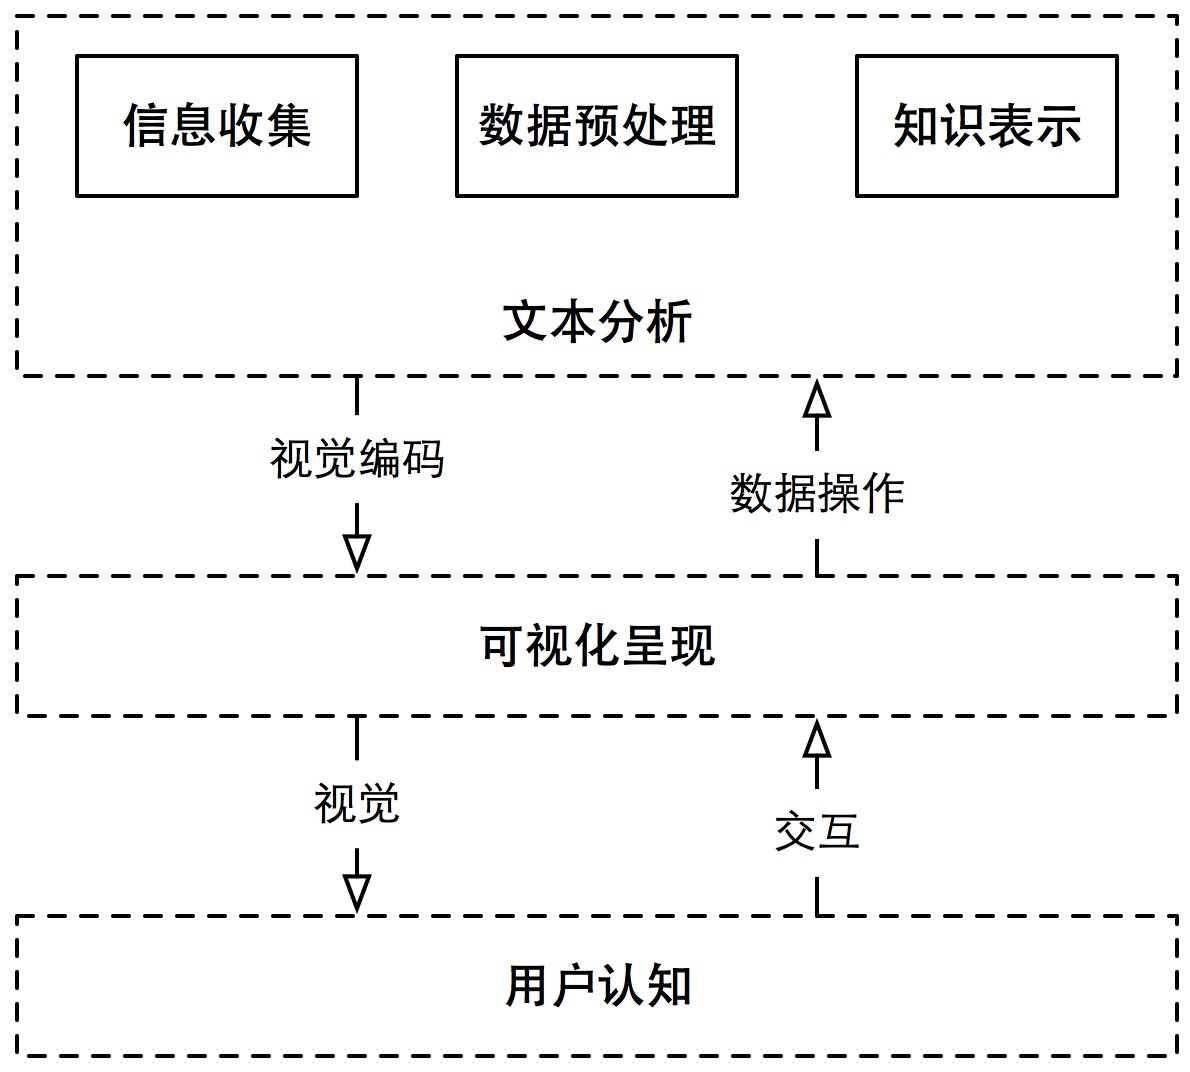 信息收集
数据预处理
知识表示
文本分析
视觉编码
数据操作
可视化呈现
视觉
交互
用户认知